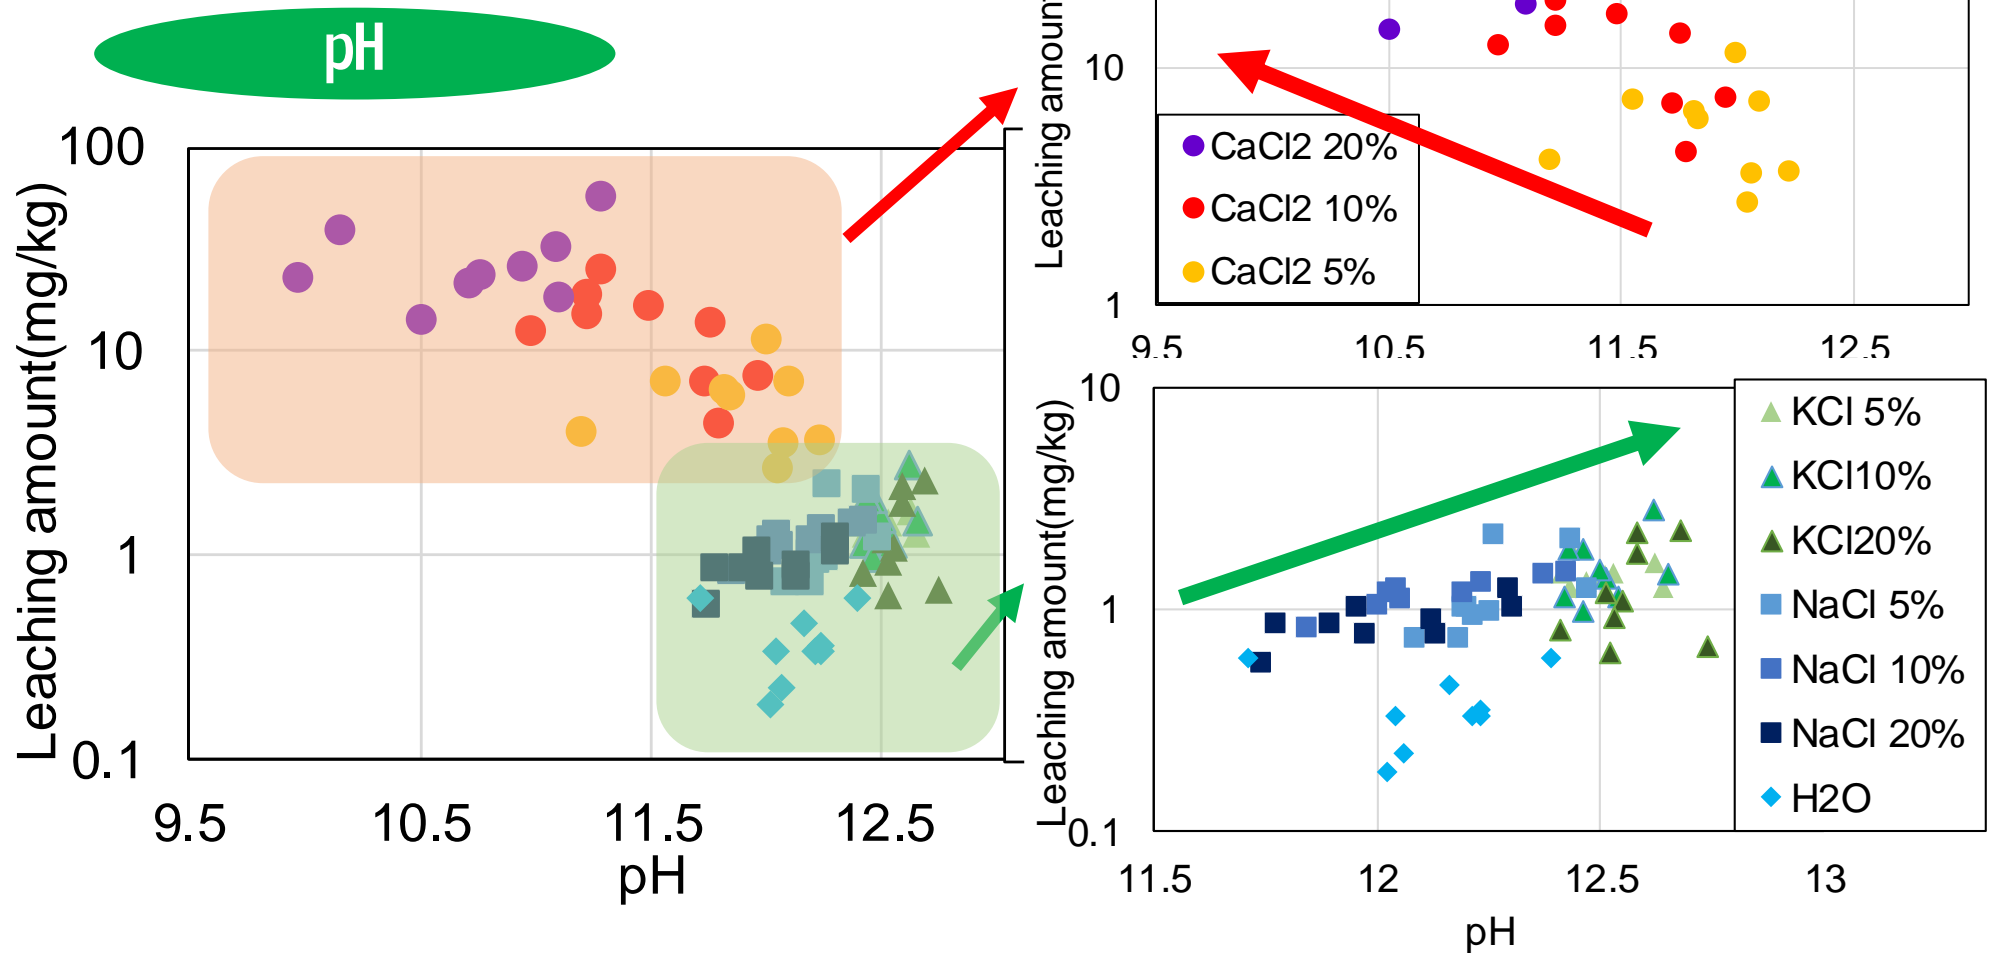 pH
100
10
1
0.1
Leaching amount(mg/kg)
9.5 10.5 11.5 12.5
pH
Leaching amount
10
1
CaCl2 20%
CaCl2 10%
CaCl2 5%
9.5 10.5 11.5 12.5
Leaching amount(mg/kg)
10
1
0.1
KCl 5%
KCl10%
KCl20%
NaCl 5%
NaCl 10%
NaCl 20%
H2O
11.5 12 12.5 13
pH